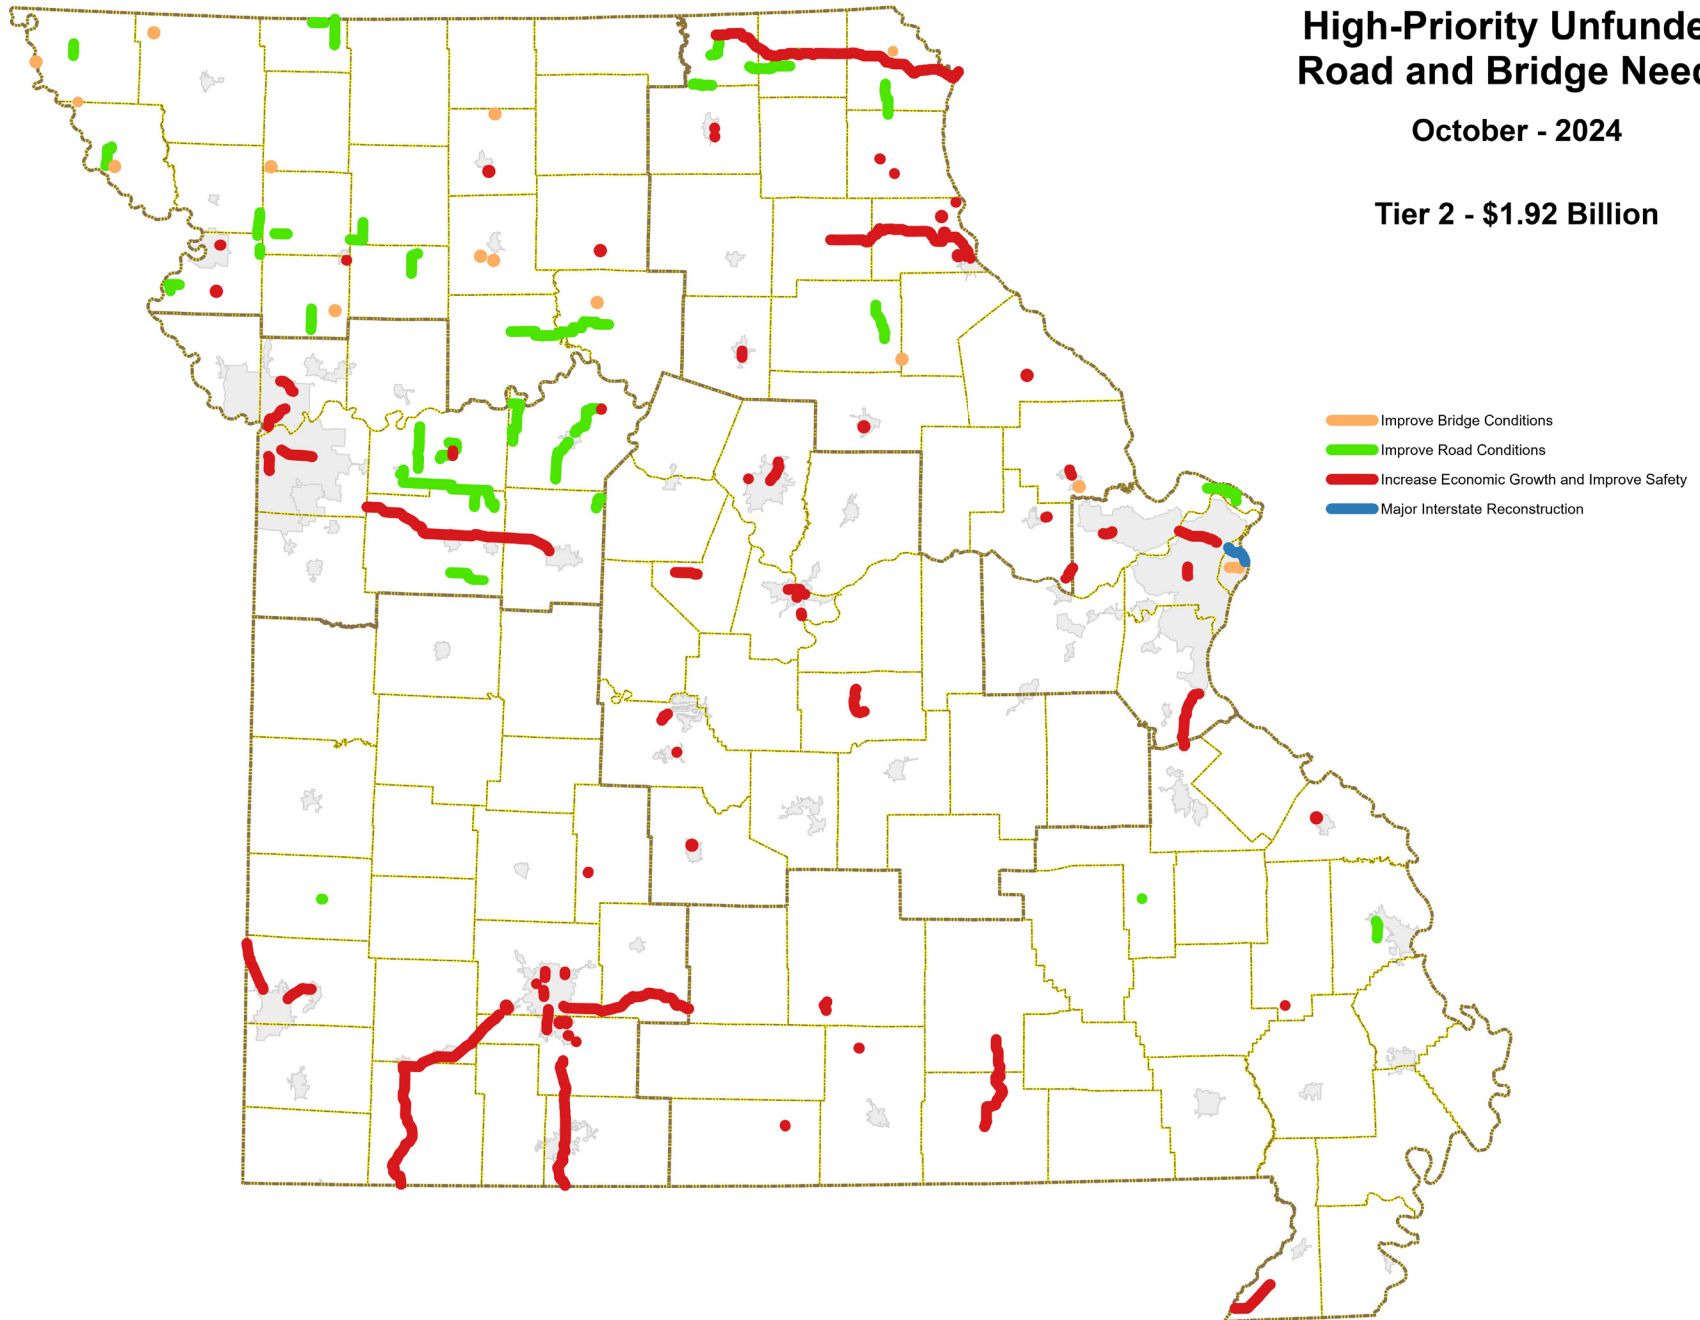 High-Priority Unfunde
Road and Bridge Need
October - 2024
Tier 2 - $1.92 Billion
Improve Bridge Conditions
Improve Road Conditions
Increase Economic Growth and Improve Safety
Major Interstate Reconstruction